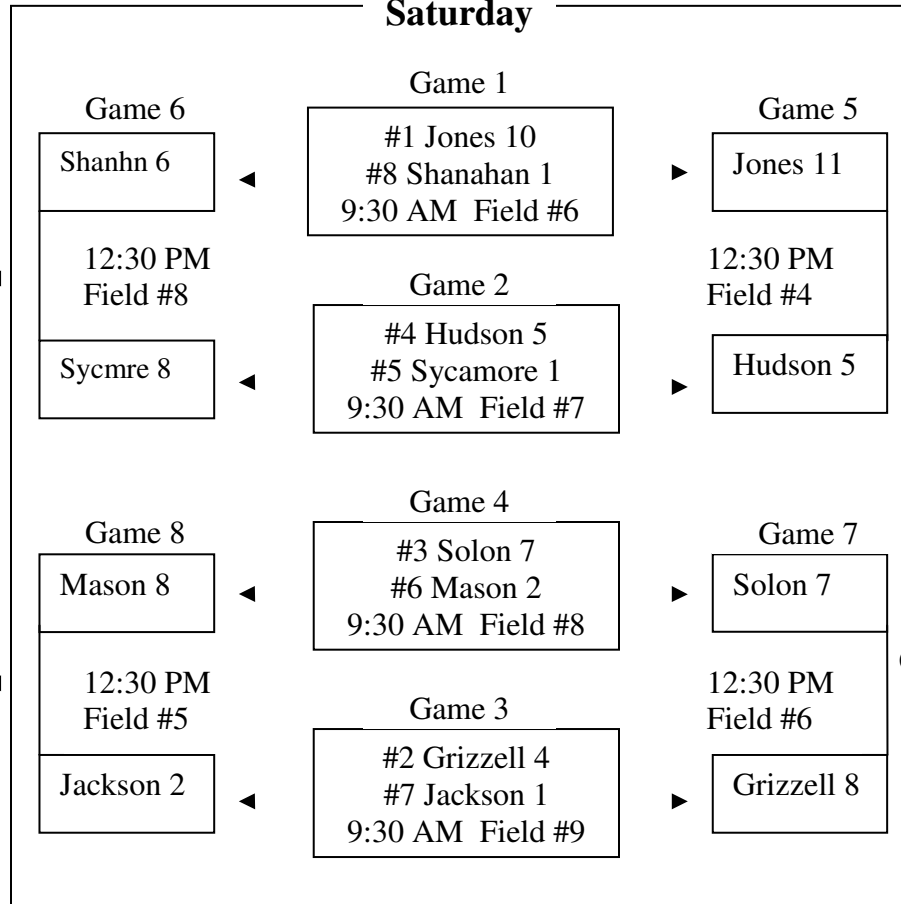 Saturday
Game 1
Game 6
Game 5
#1 Jones 10
#8 Shanahan 1
9:30 AM  Field #6
Shanhn 6
Jones 11
12:30 PM
Field #8
12:30 PM
Field #4
Game 2
#4 Hudson 5
#5 Sycamore 1
9:30 AM  Field #7
Sycmre 8
Hudson 5
Game 4
Game 8
Game 7
#3 Solon 7
#6 Mason 2
9:30 AM  Field #8
Mason 8
Solon 7
12:30 PM
Field #5
12:30 PM
Field #6
Game 3
#2 Grizzell 4
#7 Jackson 1
9:30 AM  Field #9
Jackson 2
Grizzell 8